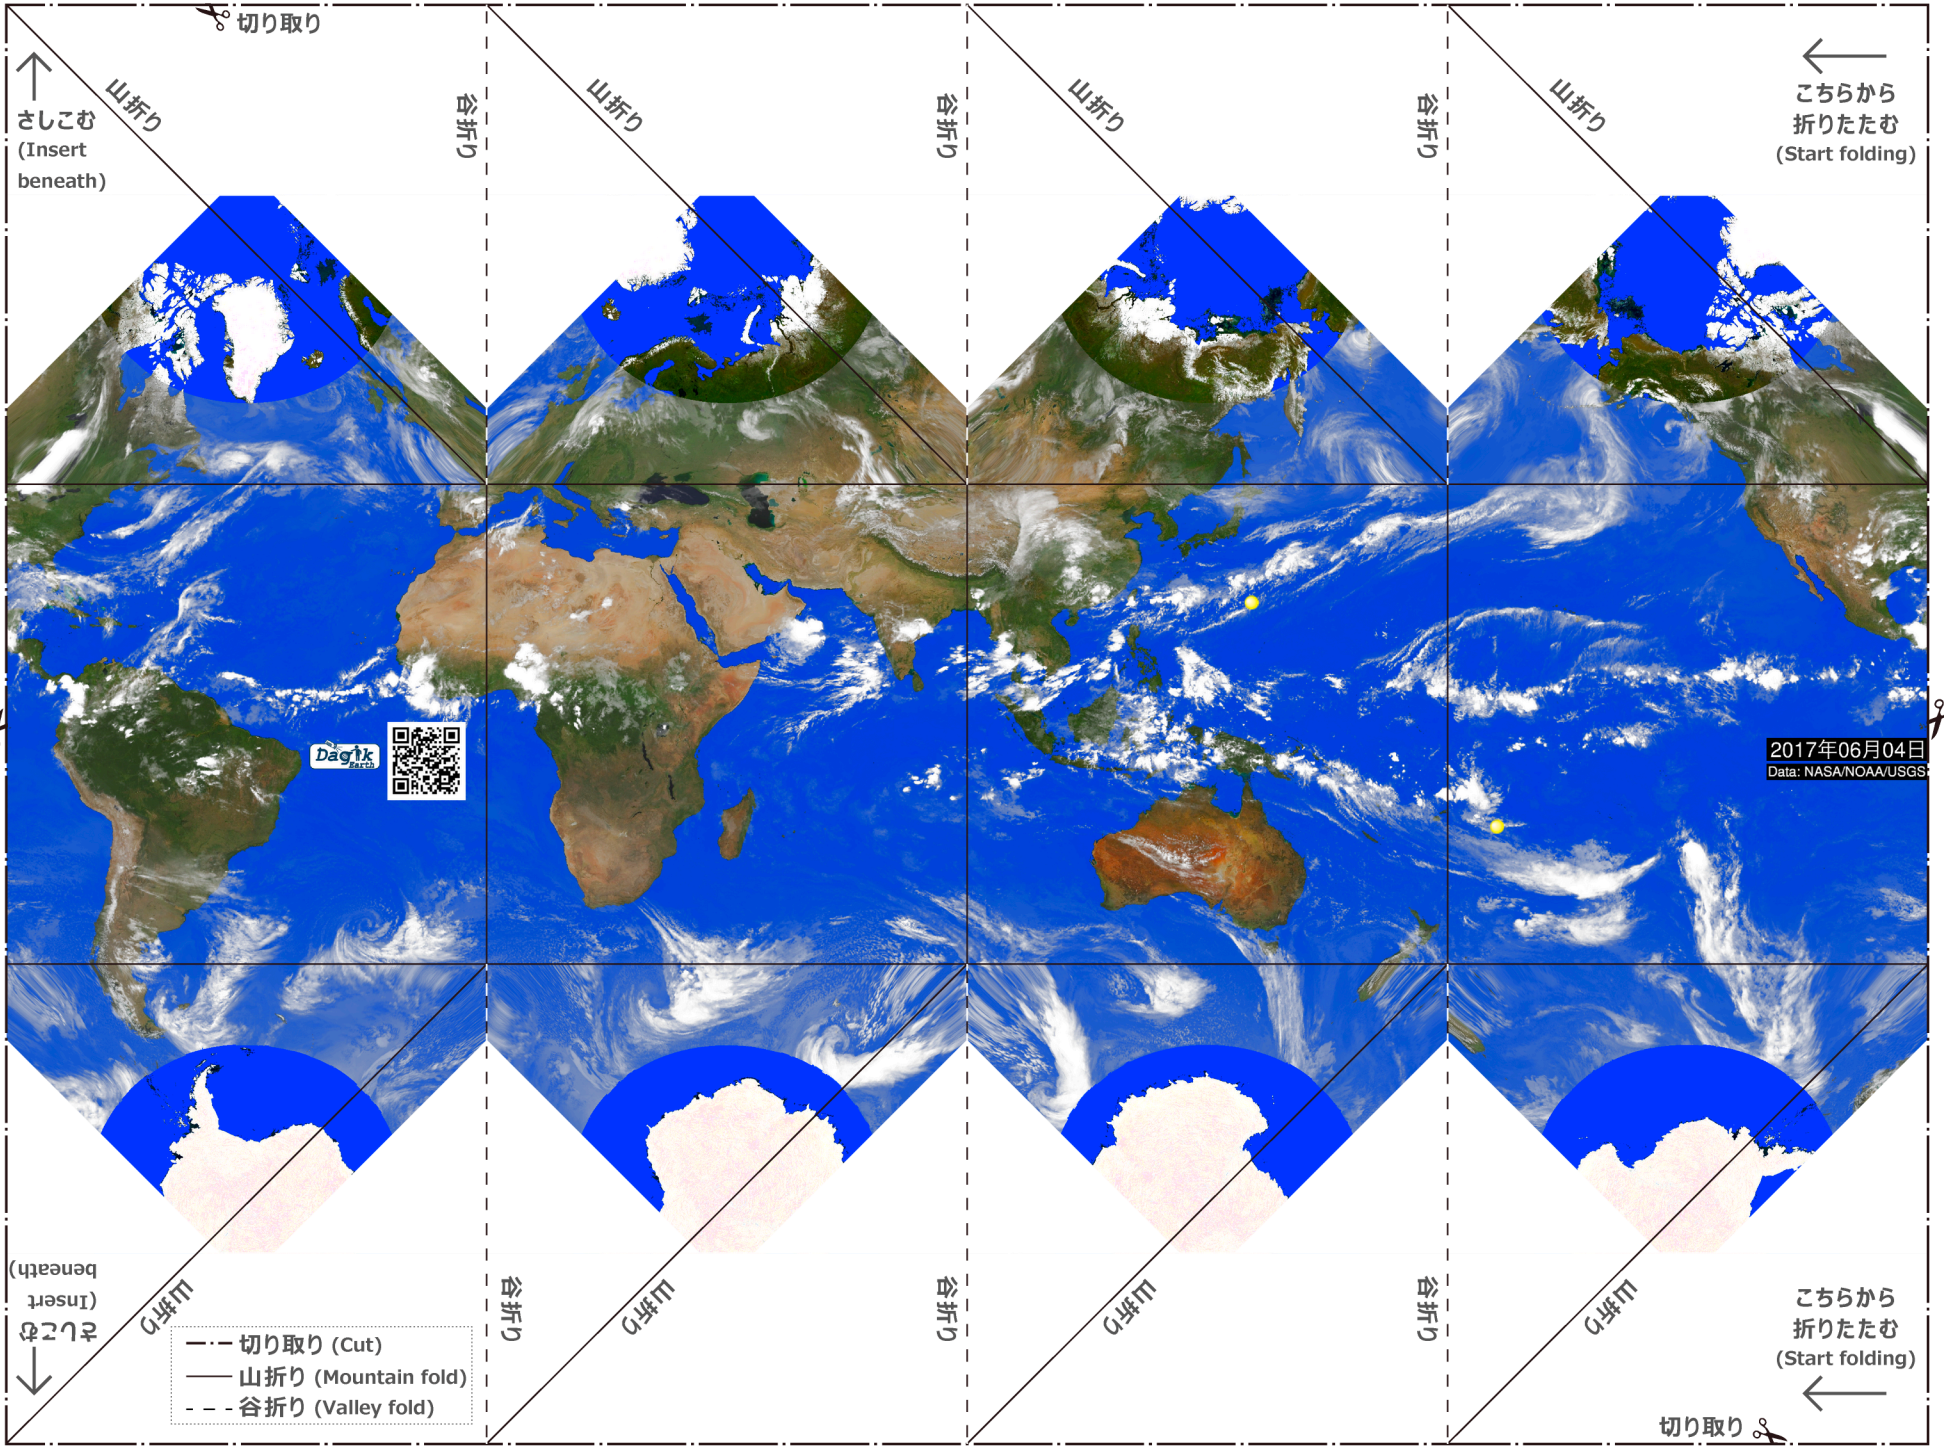 切り取り
山折り
谷折り
山折り
谷折り
山折り
谷折り
山折り
さしこむ
(Insert
beneath)
こちらから
折りたたむ
(Start folding)
Dagik
Earth
2017年06月04日
Data: NASA/NOAA/USGS
さしこむ
(Insert
beneath)
山折り
谷折り
山折り
谷折り
山折り
谷折り
山折り
こちらから
折りたたむ
(Start folding)
切り取り (Cut)
山折り (Mountain fold)
谷折り (Valley fold)
切り取り